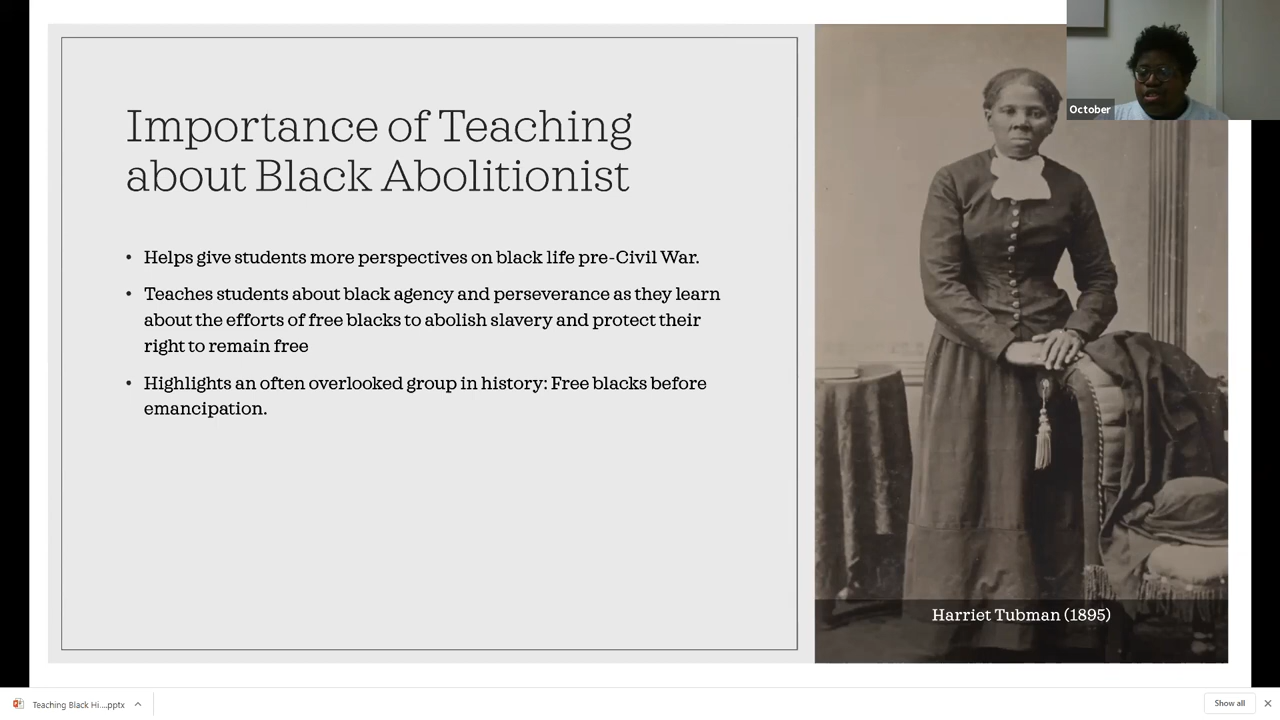 Importance of Teaching
about Black Abolitionist
• Helps give students more perspectives on black life pre-Civil War.
• Teaches students about black agency and perseverance as they learn
about the efforts of free blacks to abolish slavery and protect their
right to remain free
• Highlights an often overlooked group in history: Free blacks before
emancipation.
October
Harriet Tubman (1895)
Teaching Black Hi....pptx
Show all